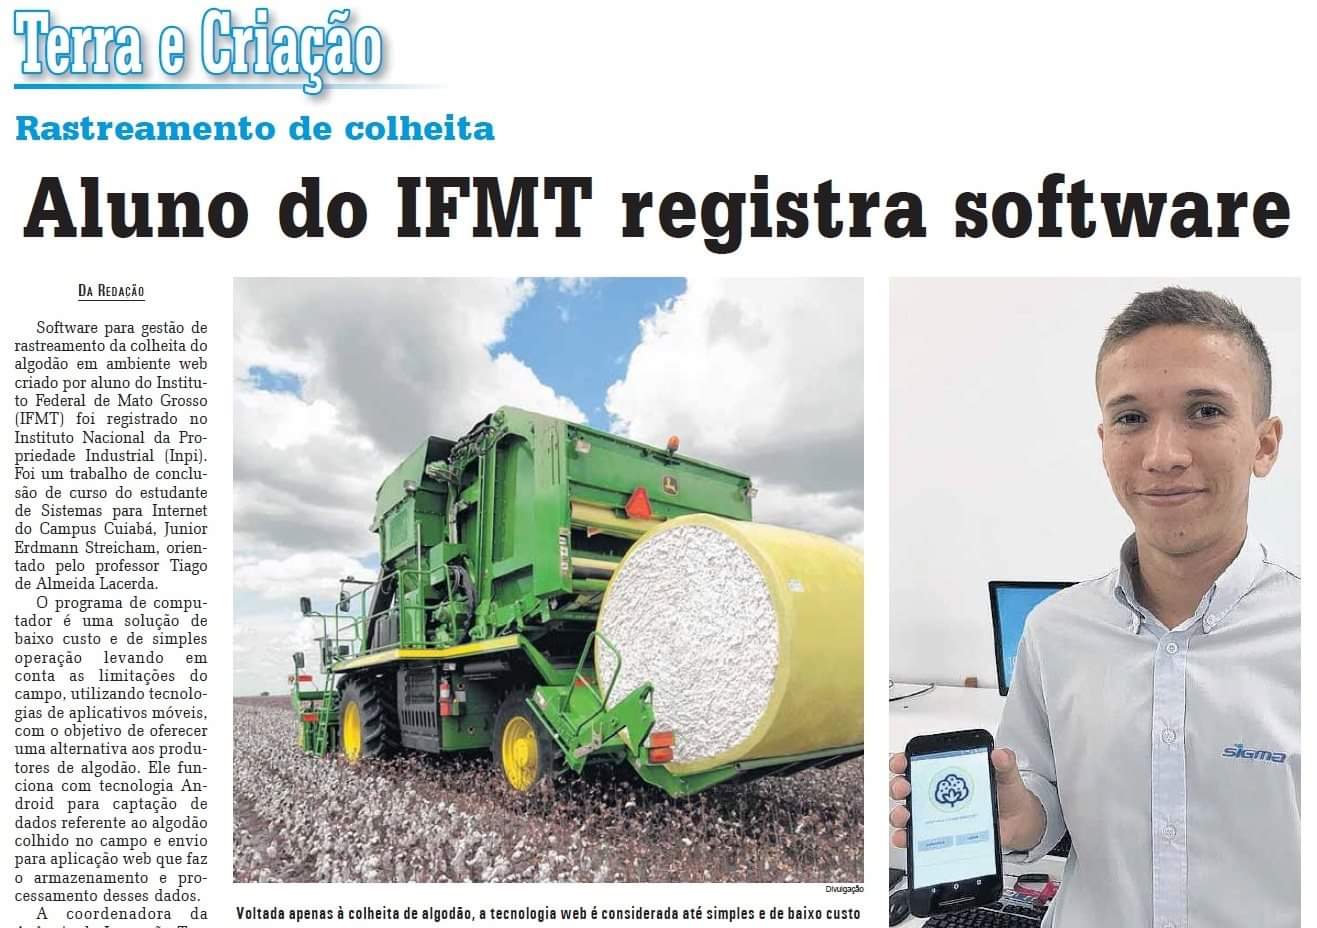 Terra e Criação
Rastreamento de colheita
Aluno do IFMT registra software
DA REDAÇÃO
Software para gestão de
rastreamento da colheita do
algodão em ambiente web
criado por aluno do Institu-
to Federal de Mato Grosso
(IFMT) foi registrado no
Instituto Nacional da Pro-
priedade Industrial (Inpi).
Foi um trabalho de conclu-
são de curso do estudante
de Sistemas para Internet
do Campus Cuiabá, Junior
Erdmann Streicham, orien-
tado pelo professor Tiago
de Almeida Lacerda.
O programa de compu-
tador é uma solução de
baixo custo e de simples
operação levando em
conta as limitações do
campo, utilizando tecnolo-
gias de aplicativos móveis,
com o objetivo de oferecer
uma alternativa aos produ-
tores de algodão. Ele fun-
ciona com tecnologia An-
droid para captação de
dados referente ao algodão
colhido no campo e envio
para aplicação web que faz
o armazenamento e pro-
cessamento desses dados.
A coordenadora da
Divulgação
Voltada apenas à colheita de algodão, a tecnologia web é considerada até simples e de baixo custo
SIGMA